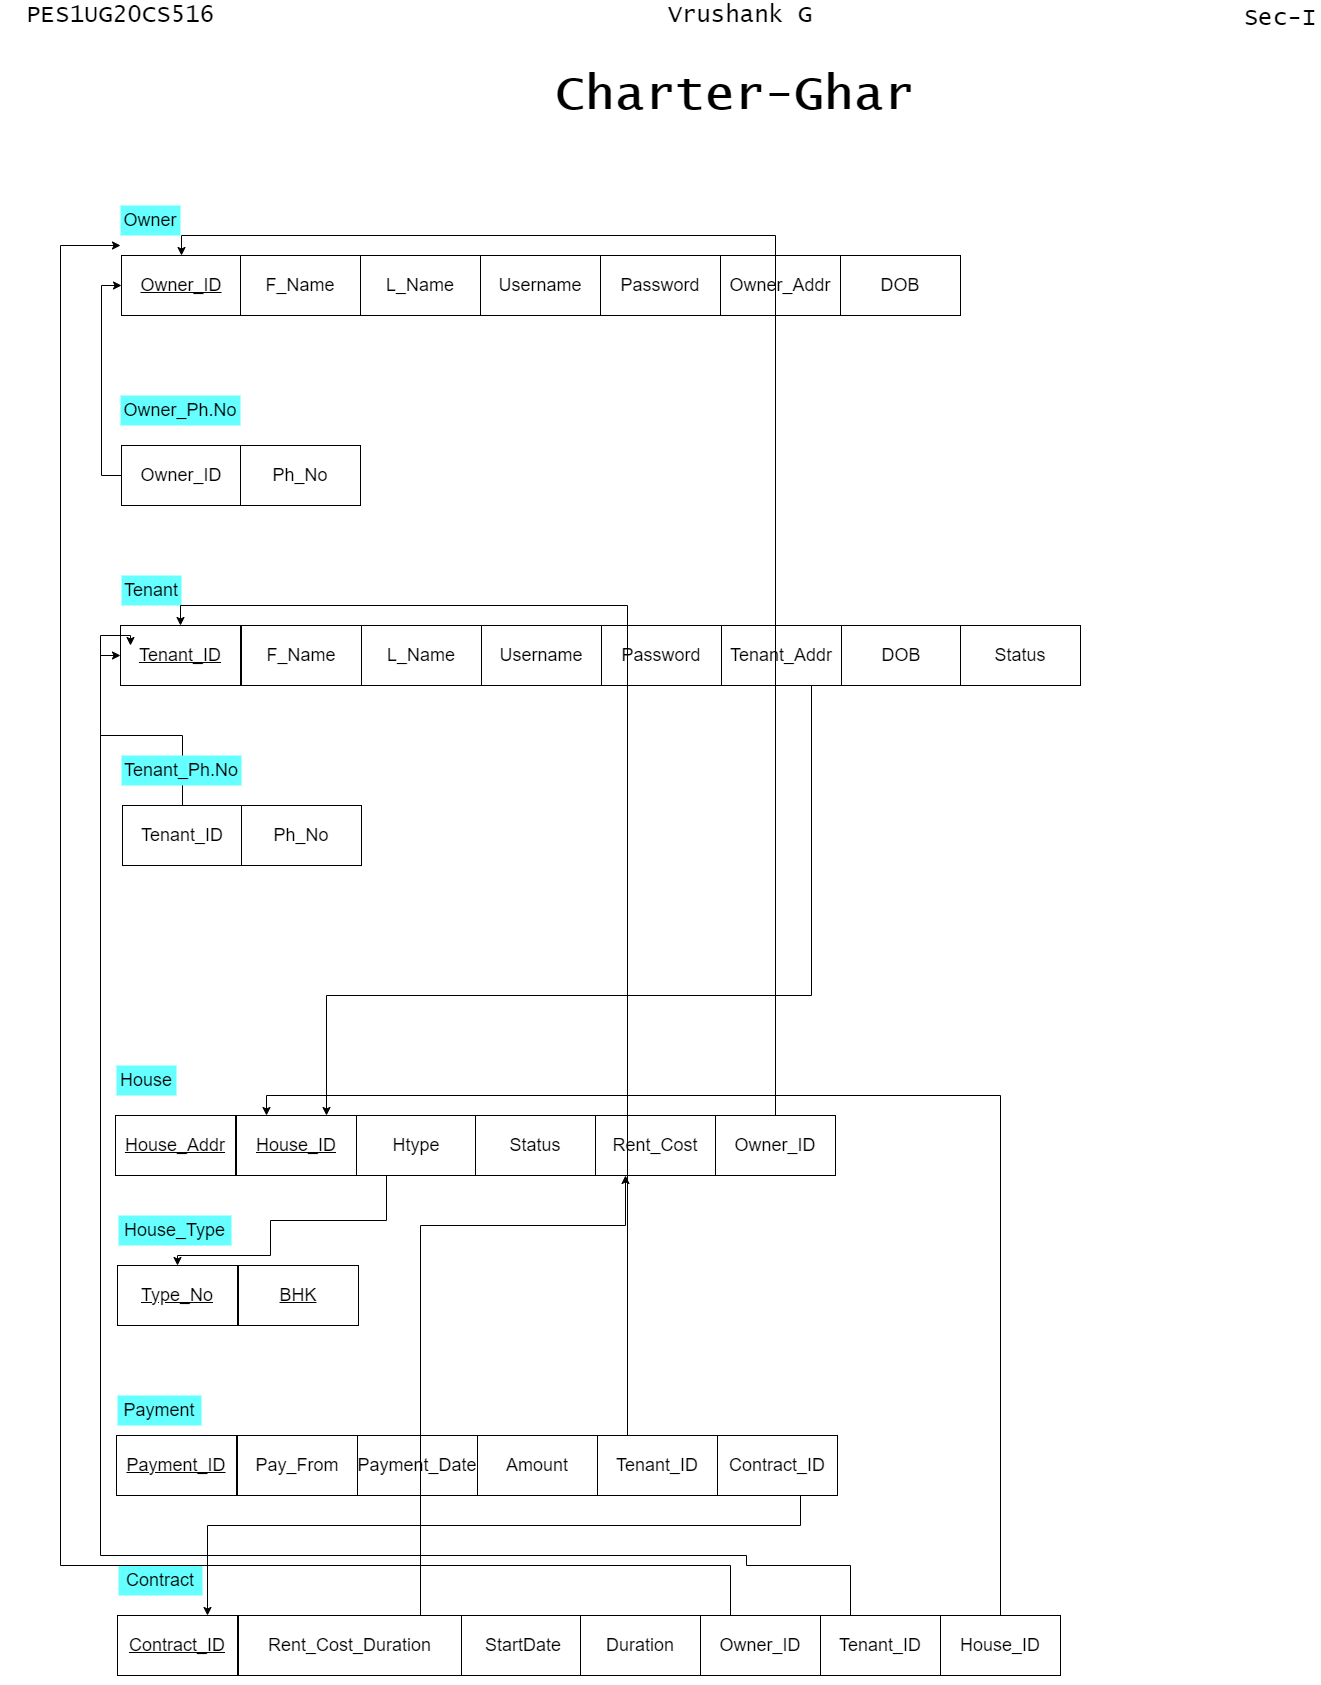 PES1UG20CS516 Vrushank G Sec-I
Charter-Ghar
Owner
Owner_ID F_Name L_Name Username Password Owner_Addr DOB
Owner_Ph.No
Owner_ID Ph_No
Tenant
Tenant_ID F_Name L_Name Username Password Tenant_Addr DOB Status
Tenant_Ph.No
Tenant_ID Ph_No
House
House_Addr House_ID Htype Status Rent_Cost Owner_ID
House_Type
Type_No BHK
Payment
Payment_ID Pay_From Payment_Date Amount Tenant_ID Contract_ID
Contract
Contract_ID Rent_Cost_Duration StartDate Duration Owner_ID Tenant_ID House_ID